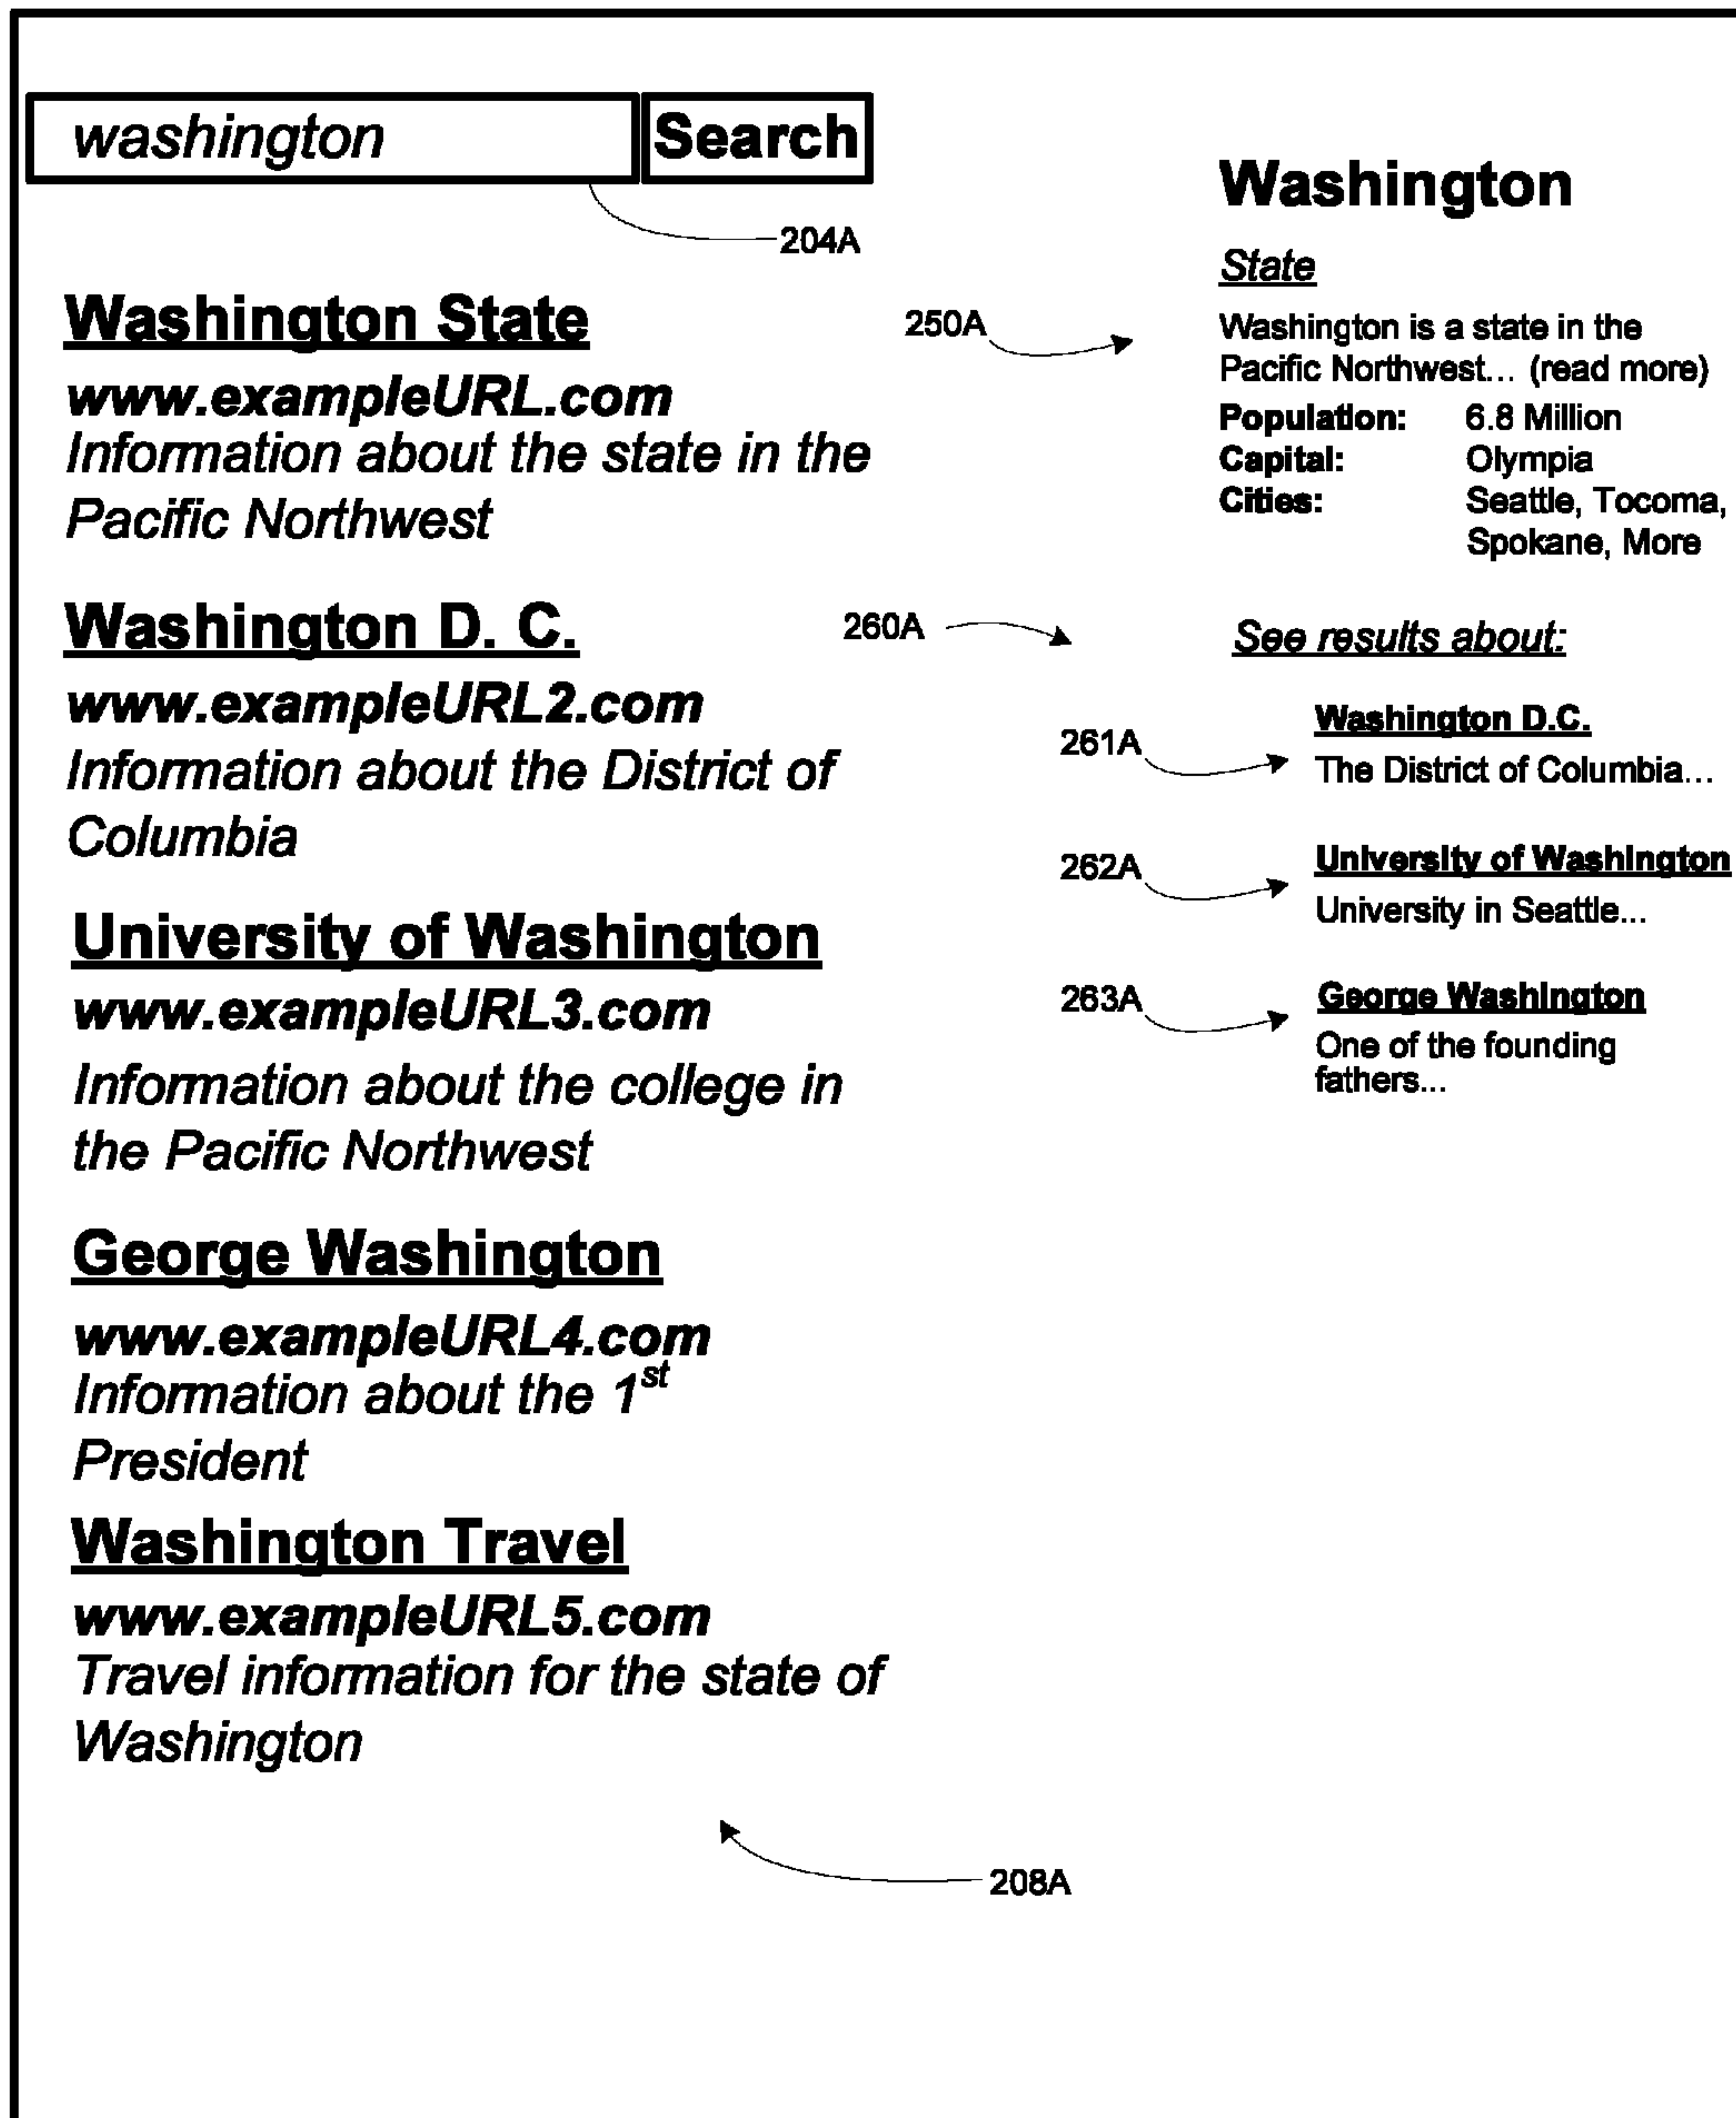 washington
Search
204A
Washington State
www.exampleURL.com
Information about the state in the
Pacific Northwest
Washington D. C.
www.exampleURL2.com
Information about the District of
Columbia
University of Washington
www.exampleURL3.com
Information about the college in
the Pacific Northwest
George Washington
www.exampleURL4.com
Information about the 1st
President
Washington Travel
www.exampleURL5.com
Travel information for the state of
Washington
208A
Washington
State
250A
Washington is a state in the
Pacific Northwest... (read more)
Population: 6.8 Million
Capital: Olympia
Cities: Seattle, Tocoma,
Spokane, More
260A
See results about:
261A
Washington D.C.
The District of Columbia...
262A
University of Washington
University in Seattle...
263A
George Washington
One of the founding
fathers...